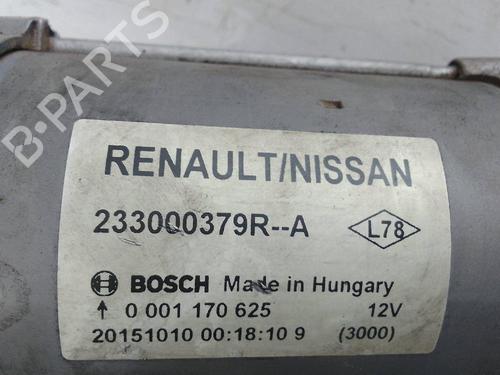 B-PARTS
RENAULT/NISSAN
233000379R--A
L78
BOSCH Made in Hungary
0 001 170 625 12V
20151010 00:18:10 9 (3000)